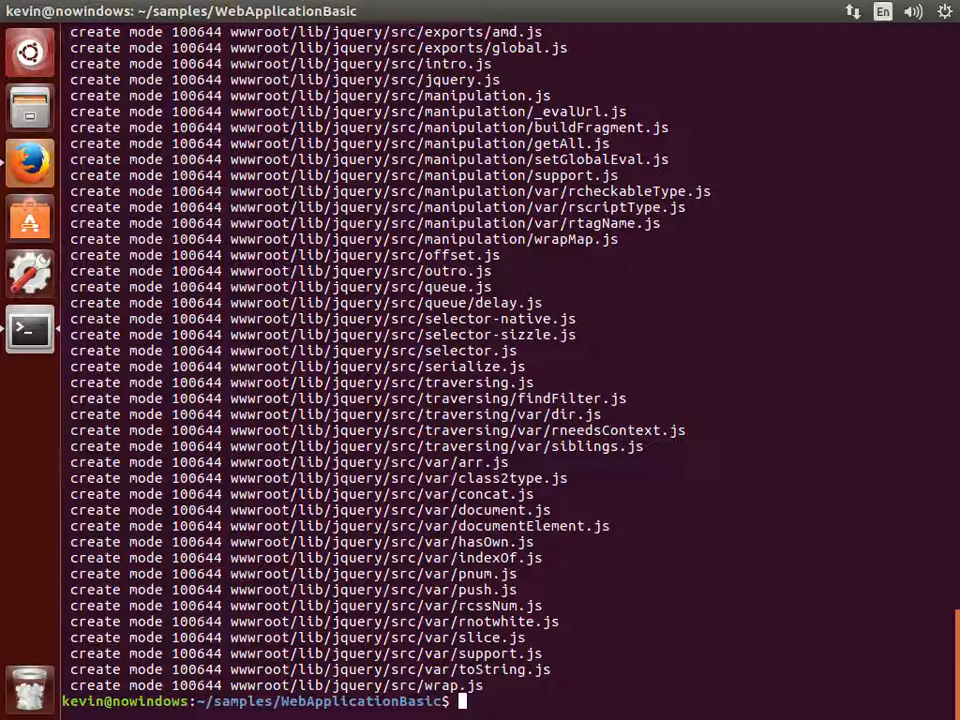 kevin@nowindows: ~/samples/WebApplicationBasic
En
create mode 100644 wwwroot/lib/jquery/src/exports/amd.js
create mode 100644 wwwroot/lib/jquery/src/exports/global.js
create mode 100644 wwwroot/lib/jquery/src/intro.js
create mode 100644 wwwroot/lib/jquery/src/jquery.js
create mode 100644 wwwroot/lib/jquery/src/manipulation.js
create mode 100644 wwwroot/lib/jquery/src/manipulation/_evalUrl.js
create mode 100644 wwwroot/lib/jquery/src/manipulation/buildFragment.js
create mode 100644 wwwroot/lib/jquery/src/manipulation/getAll.js
create mode 100644 wwwroot/lib/jquery/src/manipulation/setGlobalEval.js
create mode 100644 wwwroot/lib/jquery/src/manipulation/support.js
create mode 100644 wwwroot/lib/jquery/src/manipulation/var/rcheckableType.js
create mode 100644 wwwroot/lib/jquery/src/manipulation/var/rscriptType.js
create mode 100644 wwwroot/lib/jquery/src/manipulation/var/rtagName.js
create mode 100644 wwwroot/lib/jquery/src/manipulation/wrapMap.js
create mode 100644 wwwroot/lib/jquery/src/offset.js
create mode 100644 wwwroot/lib/jquery/src/outro.js
create mode 100644 wwwroot/lib/jquery/src/queue.js
create mode 100644 wwwroot/lib/jquery/src/queue/delay.js
create mode 100644 wwwroot/lib/jquery/src/selector-native.js
create mode 100644 wwwroot/lib/jquery/src/selector-sizzle.js
create mode 100644 wwwroot/lib/jquery/src/selector.js
create mode 100644 wwwroot/lib/jquery/src/serialize.js
create mode 100644 wwwroot/lib/jquery/src/traversing.js
create mode 100644 wwwroot/lib/jquery/src/traversing/findFilter.js
create mode 100644 wwwroot/lib/jquery/src/traversing/var/dir.js
create mode 100644 wwwroot/lib/jquery/src/traversing/var/rneedsContext.js
create mode 100644 wwwroot/lib/jquery/src/traversing/var/siblings.js
create mode 100644 wwwroot/lib/jquery/src/var/arr.js
create mode 100644 wwwroot/lib/jquery/src/var/class2type.js
create mode 100644 wwwroot/lib/jquery/src/var/concat.js
create mode 100644 wwwroot/lib/jquery/src/var/document.js
create mode 100644 wwwroot/lib/jquery/src/var/documentElement.js
create mode 100644 wwwroot/lib/jquery/src/var/hasOwn.js
create mode 100644 wwwroot/lib/jquery/src/var/indexOf.js
create mode 100644 wwwroot/lib/jquery/src/var/pnum.js
create mode 100644 wwwroot/lib/jquery/src/var/push.js
create mode 100644 wwwroot/lib/jquery/src/var/rcssNum.js
create mode 100644 wwwroot/lib/jquery/src/var/rnotwhite.js
create mode 100644 wwwroot/lib/jquery/src/var/slice.js
create mode 100644 wwwroot/lib/jquery/src/var/support.js
create mode 100644 wwwroot/lib/jquery/src/var/toString.js
create mode 100644 wwwroot/lib/jquery/src/wrap.js
kevin@nowindows:~/samples/WebApplicationBasic$